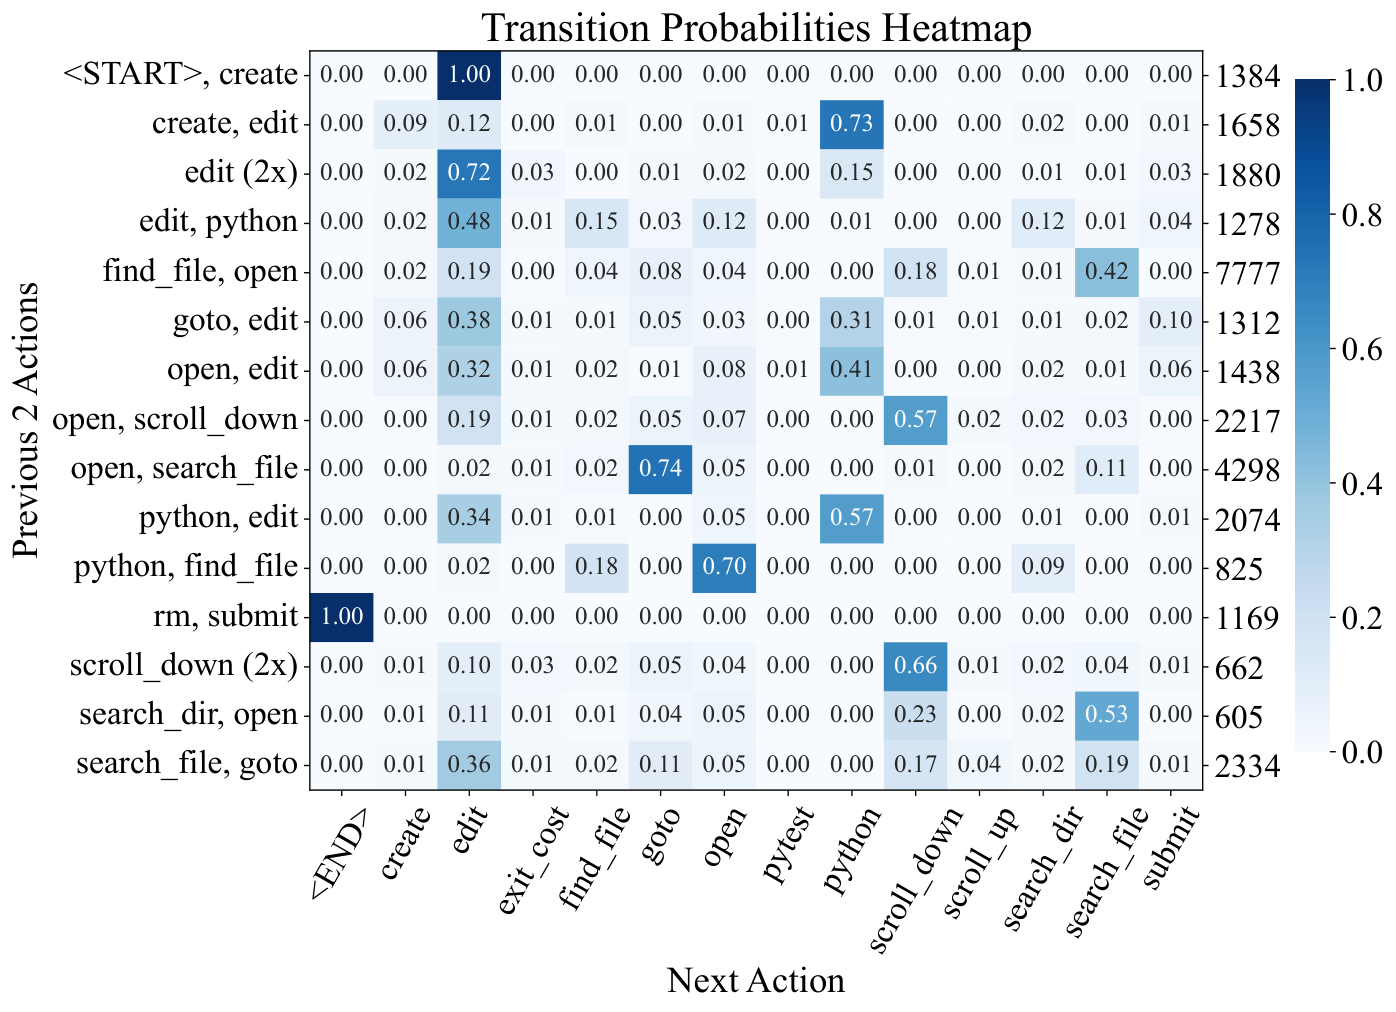 Transition Probabilities Heatmap
<START>, create 0.00 0.00 1.00 0.00 0.00 0.00 0.00 0.00 0.00 0.00 0.00 0.00 0.00 0.00 1384
create, edit 0.00 0.09 0.12 0.00 0.01 0.00 0.01 0.01 0.73 0.00 0.00 0.02 0.00 0.01 1658
edit (2x) 0.00 0.02 0.72 0.03 0.00 0.01 0.02 0.00 0.15 0.00 0.00 0.01 0.01 0.03 1880
edit, python 0.00 0.02 0.48 0.01 0.15 0.03 0.12 0.00 0.01 0.00 0.00 0.12 0.01 0.04 1278
find_file, open 0.00 0.02 0.19 0.00 0.04 0.08 0.04 0.00 0.00 0.18 0.01 0.01 0.42 0.00 7777
goto, edit 0.00 0.06 0.38 0.01 0.01 0.05 0.03 0.00 0.31 0.01 0.01 0.01 0.02 0.10 1312
open, edit 0.00 0.06 0.32 0.01 0.02 0.01 0.08 0.01 0.41 0.00 0.00 0.02 0.01 0.06 1438
open, scroll_down 0.00 0.00 0.19 0.01 0.02 0.05 0.07 0.00 0.00 0.57 0.02 0.02 0.03 0.00 2217
open, search_file 0.00 0.00 0.02 0.01 0.02 0.74 0.05 0.00 0.00 0.01 0.00 0.02 0.11 0.00 4298
python, edit 0.00 0.00 0.34 0.01 0.01 0.00 0.05 0.00 0.57 0.00 0.00 0.01 0.00 0.01 2074
python, find_file 0.00 0.00 0.02 0.00 0.18 0.00 0.70 0.00 0.00 0.00 0.00 0.09 0.00 0.00 825
rm, submit 1.00 0.00 0.00 0.00 0.00 0.00 0.00 0.00 0.00 0.00 0.00 0.00 0.00 0.00 1169
scroll_down (2x) 0.00 0.01 0.10 0.03 0.02 0.05 0.04 0.00 0.00 0.66 0.01 0.02 0.04 0.01 662
search_dir, open 0.00 0.01 0.11 0.01 0.01 0.04 0.05 0.00 0.00 0.23 0.00 0.02 0.53 0.00 605
search_file, goto 0.00 0.01 0.36 0.01 0.02 0.11 0.05 0.00 0.00 0.17 0.04 0.02 0.19 0.01 2334
<END> create edit exit_cost find_file goto open pytest python scroll_down scroll_up search_dir search_file submit
Next Action
Previous 2 Actions
1.0
0.8
0.6
0.4
0.2
0.0